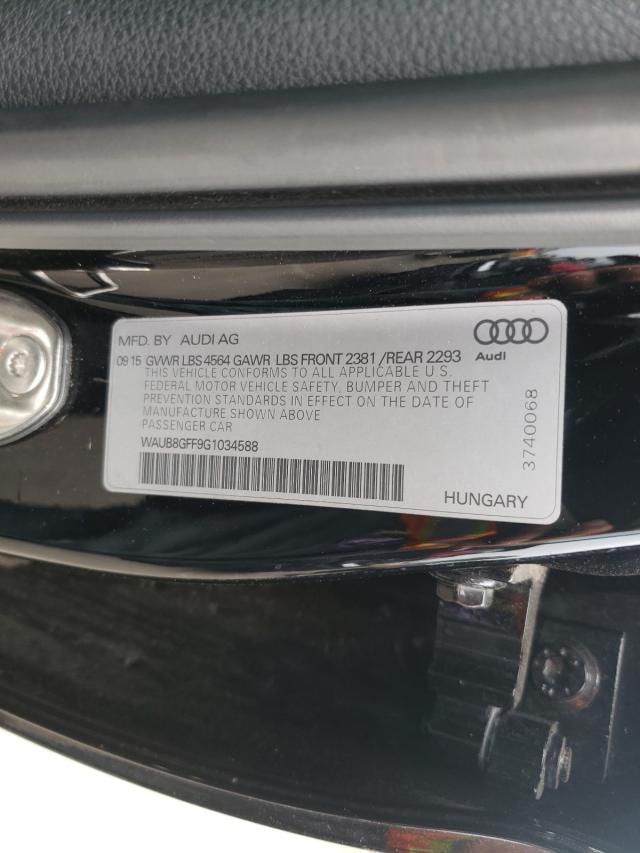 MFD. BY AUDI AG
Audi
09 15 GVWR LBS 4564 GAWR LBS FRONT 2381 /REAR 2293
THIS VEHICLE CONFORMS TO ALL APPLICABLE U.S.
FEDERAL MOTOR VEHICLE SAFETY, BUMPER AND THEFT
PREVENTION STANDARDS IN EFFECT ON THE DATE OF
MANUFACTURE SHOWN ABOVE
PASSENGER CAR
WAUB8GFF9G1034588
HUNGARY
3740068